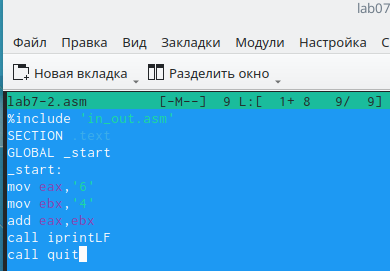 lab07
Файл Правка Вид Закладки Модули Настройка С
Новая вкладка Разделить окно
lab7-2.asm [-M--] 9 L:[ 1+ 8 9/ 9]
%include 'in_out.asm'
SECTION .text
GLOBAL _start
_start:
mov eax,'6'
mov ebx,'4'
add eax,ebx
call iprintLF
call quit